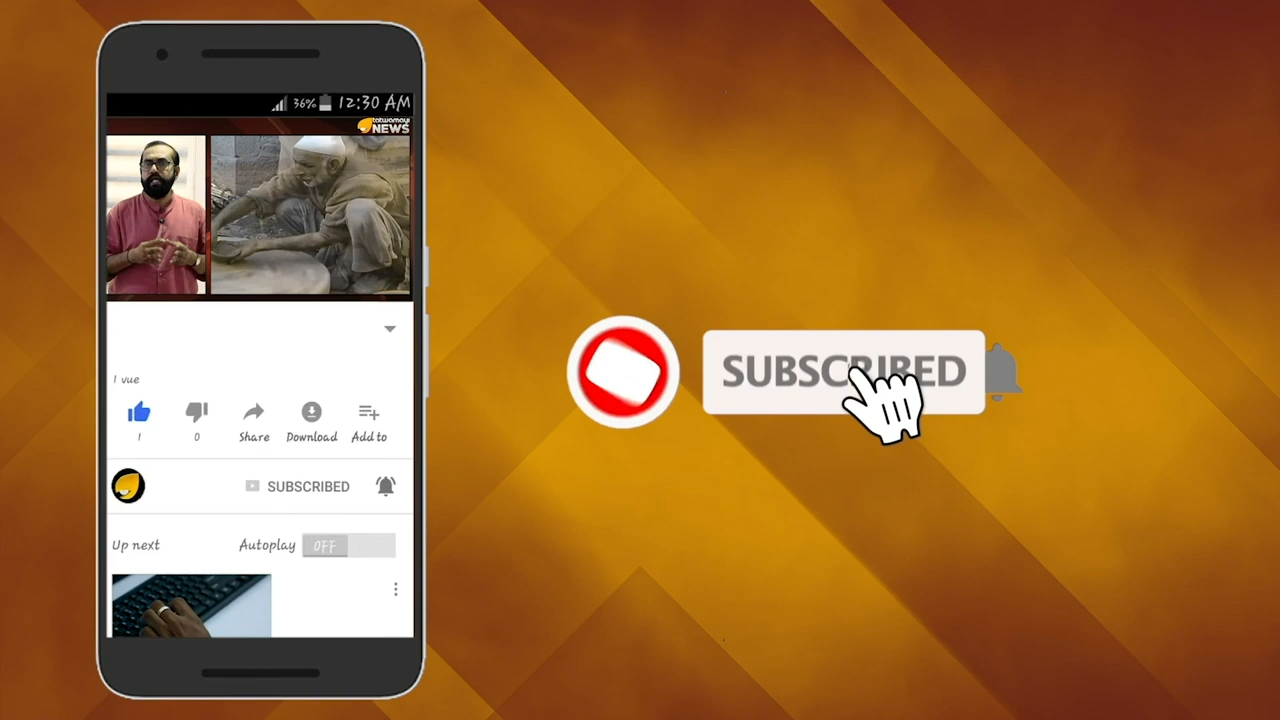 36% 12:30 AM
tatwamayi
NEWS
1 vue
1
0
Share
Download
Add to
SUBSCRIBED
Up next
Autoplay
OFF
SUBSCRIBED